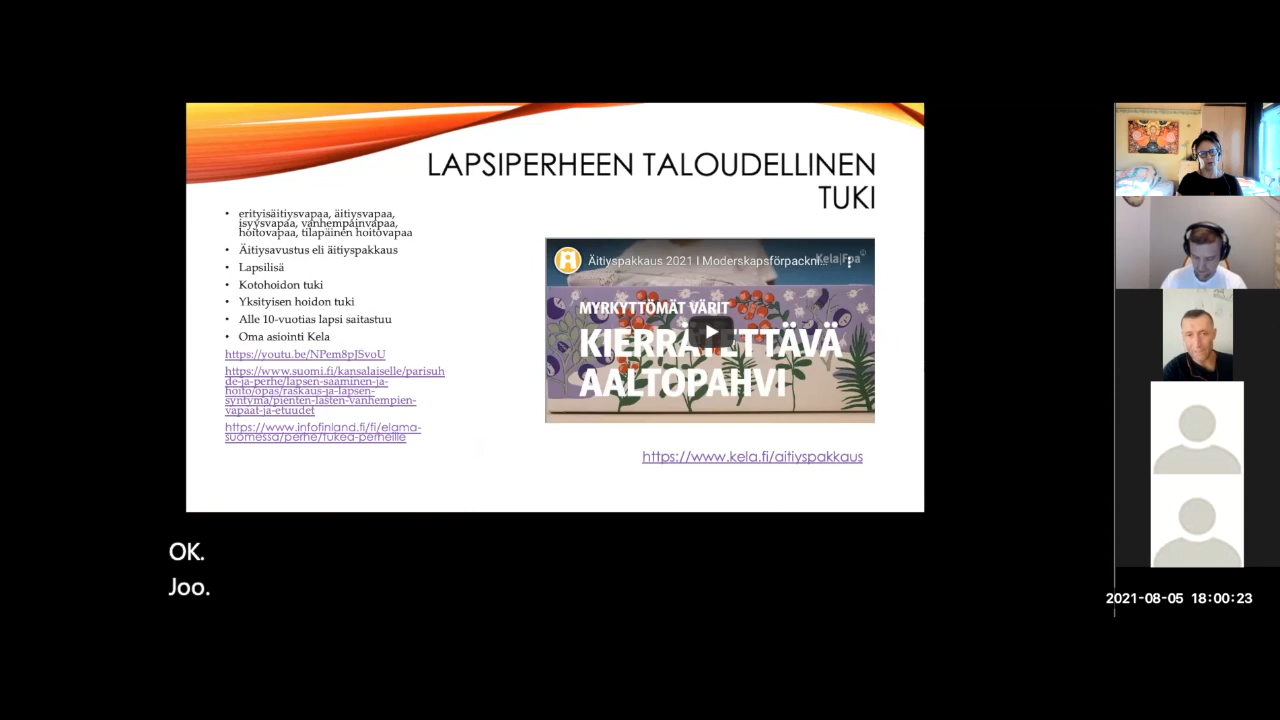 LAPSIPERHEEN TALOUDELLINEN
TUKI
• erityisäitiysvapaa, äitiysvapaa,
isyysvapaa, vanhempainvapaa,
hoitovapaa, tilapäinen hoitovapaa
• Äitiysavustus eli äitiyspakkaus
• Lapsilisä
• Kotohoidon tuki
• Yksityisen hoidon tuki
• Alle 10-vuotias lapsi saitastuu
• Oma asiointi Kela
https://youtu.be/NPem8pJSvoU
https://www.suomi.fi/kansalaiselle/parisuh
de-ja-perhe/lapsen-saaminen-ja-
hoito/opas/raskaus-ja-lapsen-
syntyma/pienten-lasten-vanhempien-
vapaat-ja-etuudet
https://www.infofinland.fi/fi/elama-
suomessa/perhe/tukea-perheille
Äitiyspakkaus 2021 I Moderskapsförpackni...
Kela|Fpa
MYRKYTTÖMÄT VÄRIT
KIERRÄTETTÄVÄ
AALTOPAHVI
https://www.kela.fi/aitiyspakkaus
OK.
Joo.
2021-08-05 18:00:23